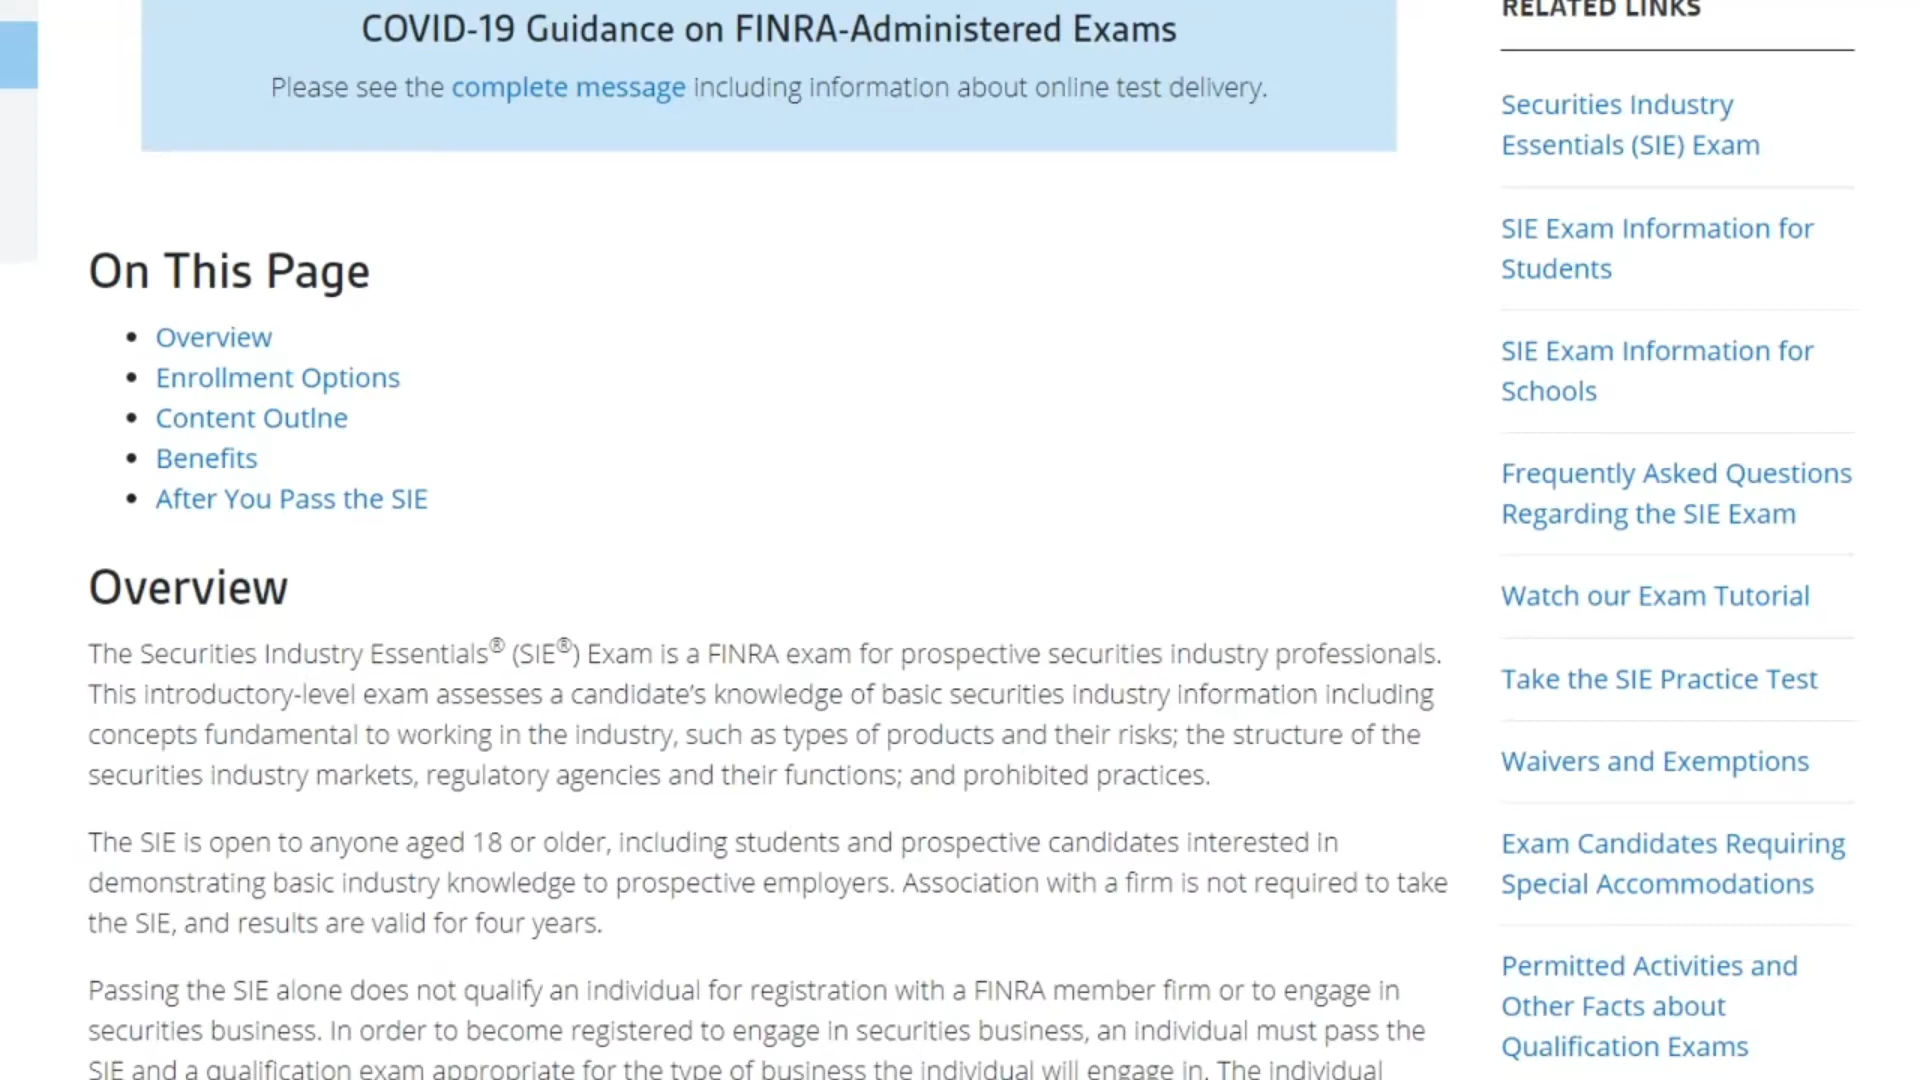 COVID-19 Guidance on FINRA-Administered Exams
Please see the complete message including information about online test delivery.
On This Page
Overview
Enrollment Options
Content Outlne
Benefits
After You Pass the SIE
Overview
The Securities Industry Essentials® (SIE®) Exam is a FINRA exam for prospective securities industry professionals.
This introductory-level exam assesses a candidate’s knowledge of basic securities industry information including
concepts fundamental to working in the industry, such as types of products and their risks; the structure of the
securities industry markets, regulatory agencies and their functions; and prohibited practices.
The SIE is open to anyone aged 18 or older, including students and prospective candidates interested in
demonstrating basic industry knowledge to prospective employers. Association with a firm is not required to take
the SIE, and results are valid for four years.
Passing the SIE alone does not qualify an individual for registration with a FINRA member firm or to engage in
securities business. In order to become registered to engage in securities business, an individual must pass the
SIE and a qualification exam appropriate for the type of business the individual will engage in. The individual
RELATED LINKS
Securities Industry
Essentials (SIE) Exam
SIE Exam Information for
Students
SIE Exam Information for
Schools
Frequently Asked Questions
Regarding the SIE Exam
Watch our Exam Tutorial
Take the SIE Practice Test
Waivers and Exemptions
Exam Candidates Requiring
Special Accommodations
Permitted Activities and
Other Facts about
Qualification Exams